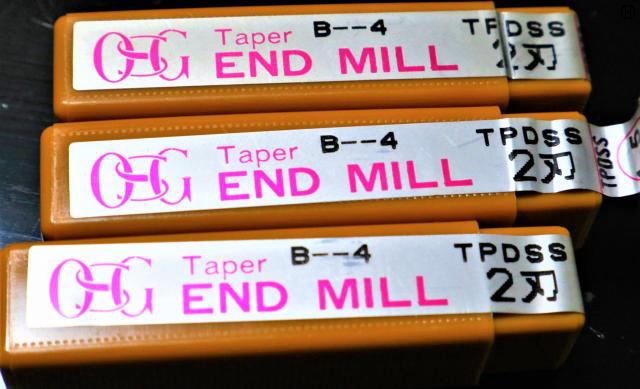 OSG Taper B--4 TPDSS
END MILL 2刃
OSG Taper B--4 TPDSS
END MILL 2刃
TPDSS
OSG Taper B--4 TPDSS
END MILL 2刃